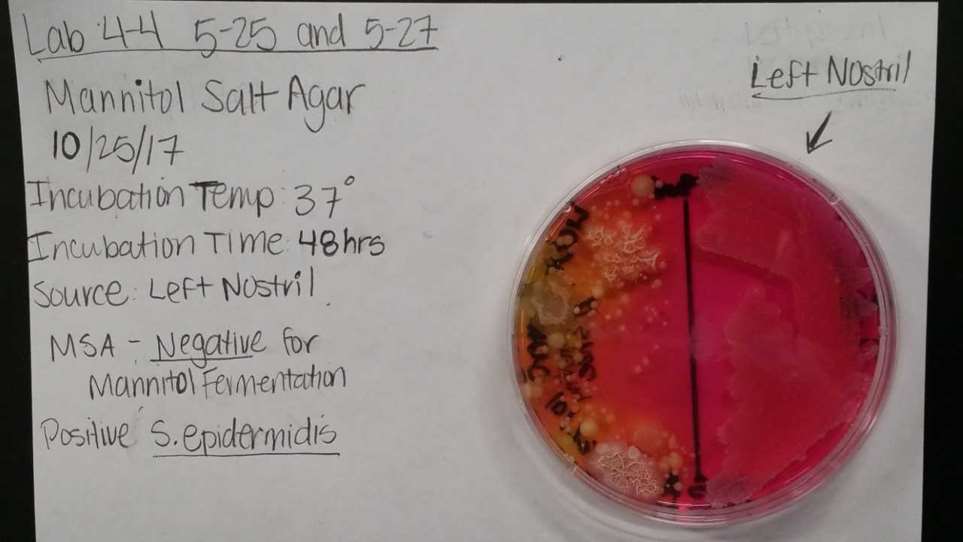 Lab 4-4 5-25 and 5-27
Mannitol Salt Agar
10/25/17
Incubation Temp: 37°
Incubation Time: 48hrs
Source: Left Nostril.
MSA - Negative for
Mannitol Fermentation
Positive S. epidermidis
Left Nostril